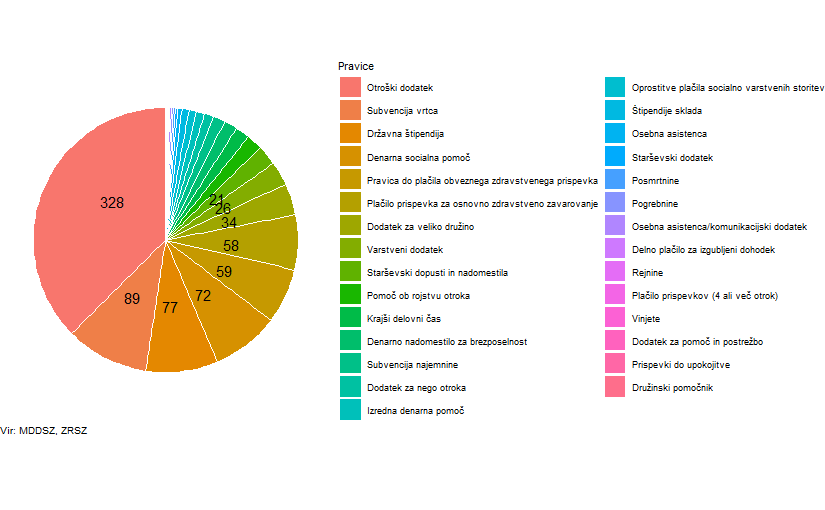 Pravice
Otroški dodatek
Subvencija vrtca
Državna štipendija
Denarna socialna pomoč
Pravica do plačila obveznega zdravstvenega prispevka
Plačilo prispevka za osnovno zdravstveno zavarovanje
Dodatek za veliko družino
Varstveni dodatek
Starševski dopusti in nadomestila
Pomoč ob rojstvu otroka
Krajši delovni čas
Denarno nadomestilo za brezposelnost
Subvencija najemnine
Dodatek za nego otroka
Izredna denarna pomoč
Oprostitve plačila socialno varstvenih storitev
Štipendije sklada
Osebna asistenca
Starševski dodatek
Posmrtnine
Pogrebnine
Osebna asistenca/komunikacijski dodatek
Delno plačilo za izgubljeni dohodek
Rejnine
Plačilo prispevkov (4 ali več otrok)
Vinjete
Dodatek za pomoč in postrežbo
Prispevki do upokojitve
Družinski pomočnik
328
21
26
34
58
59
72
77
89
Vir: MDDSZ, ZRSZ